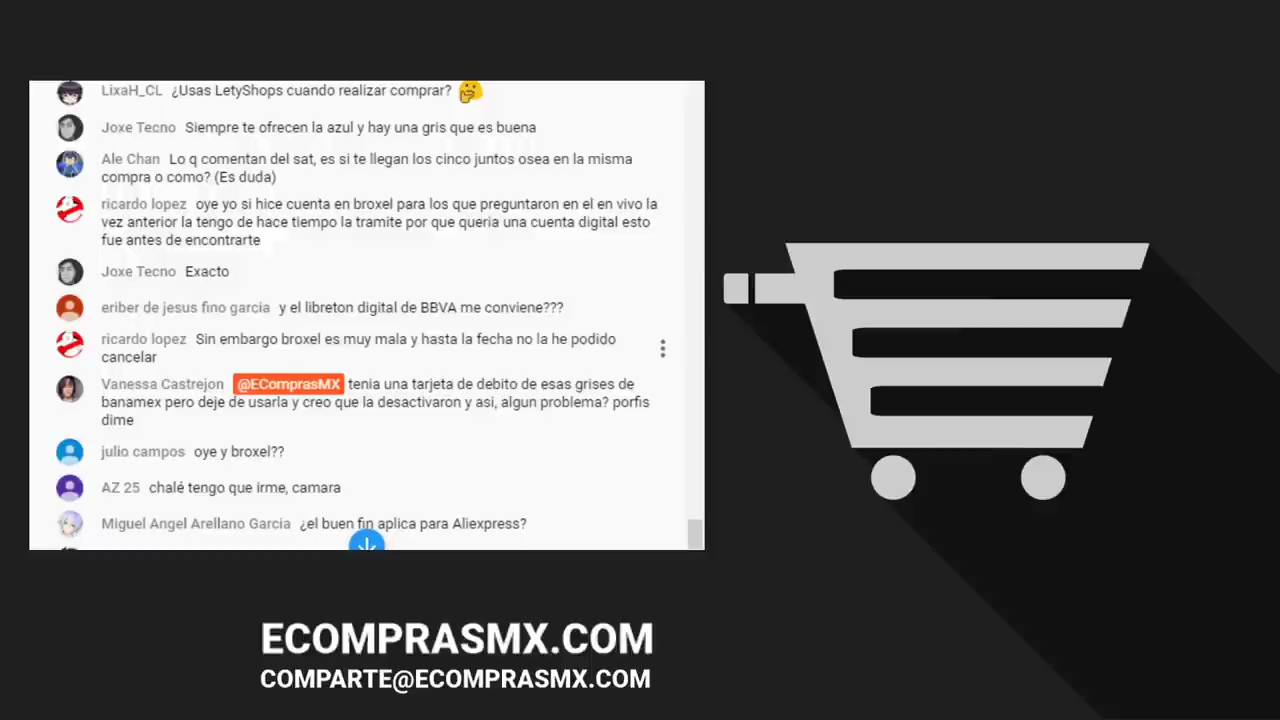 LixaH_CL ¿Usas LetyShops cuando realizar comprar? 🤔
Joxe Tecno Siempre te ofrecen la azul y hay una gris que es buena
Ale Chan Lo q comentan del sat, es si te llegan los cinco juntos osea en la misma
compra o como? (Es duda)
ricardo lopez oye yo si hice cuenta en broxel para los que preguntaron en el en vivo la
vez anterior la tengo de hace tiempo la tramite por que queria una cuenta digital esto
fue antes de encontrarte
Joxe Tecno Exacto
eriber de jesus fino garcia y el libreton digital de BBVA me conviene???
ricardo lopez Sin embargo broxel es muy mala y hasta la fecha no la he podido
cancelar
Vanessa Castrejon @EComprasMX tenia una tarjeta de debito de esas grises de
banamex pero deje de usarla y creo que la desactivaron y asi, algun problema? porfis
dime
julio campos oye y broxel??
AZ 25 chalé tengo que irme, camara
Miguel Angel Arellano Garcia ¿el buen fin aplica para Aliexpress?
ECOMPRASMX.COM
COMPARTE@ECOMPRASMX.COM